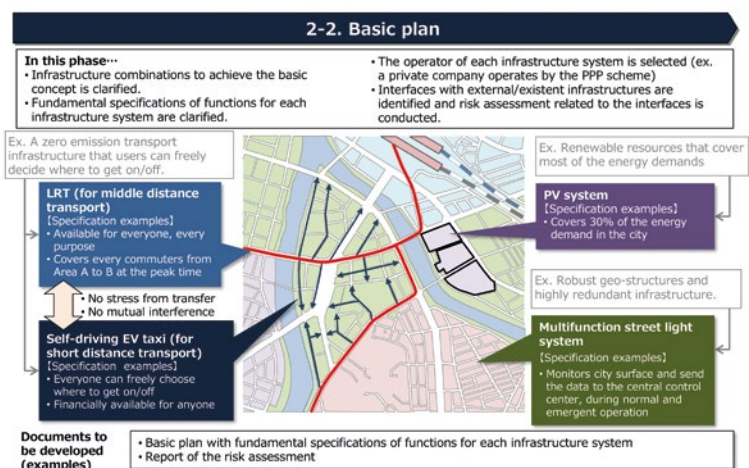 2-2. Basic plan
In this phase⋯
• Infrastructure combinations to achieve the basic
concept is clarified.
• Fundamental specifications of functions for each
infrastructure system are clarified.
• The operator of each infrastructure system is selected (ex.
a private company operates by the PPP scheme)
• Interfaces with external/existent infrastructures are
identified and risk assessment related to the interfaces is
conducted.
Ex. A zero emission transport
infrastructure that users can freely
decide where to get on/off.
LRT (for middle distance
transport)
【Specification examples】
• Available for everyone, every
purpose
• Covers every commuters from
Area A to B at the peak time
• No stress from transfer
• No mutual interference
Self-driving EV taxi (for
short distance transport)
【Specification examples】
• Everyone can freely choose
where to get on/off
• Financially available for anyone
Ex. Renewable resources that cover
most of the energy demands
PV system
【Specification examples】
• Covers 30% of the energy
demand in the city
Ex. Robust geo-structures and
highly redundant infrastructure.
Multifunction street light
system
【Specification examples】
• Monitors city surface and send
the data to the central control
center, during normal and
emergent operation
Documents to
be developed
(examples)
• Basic plan with fundamental specifications of functions for each infrastructure system
• Report of the risk assessment